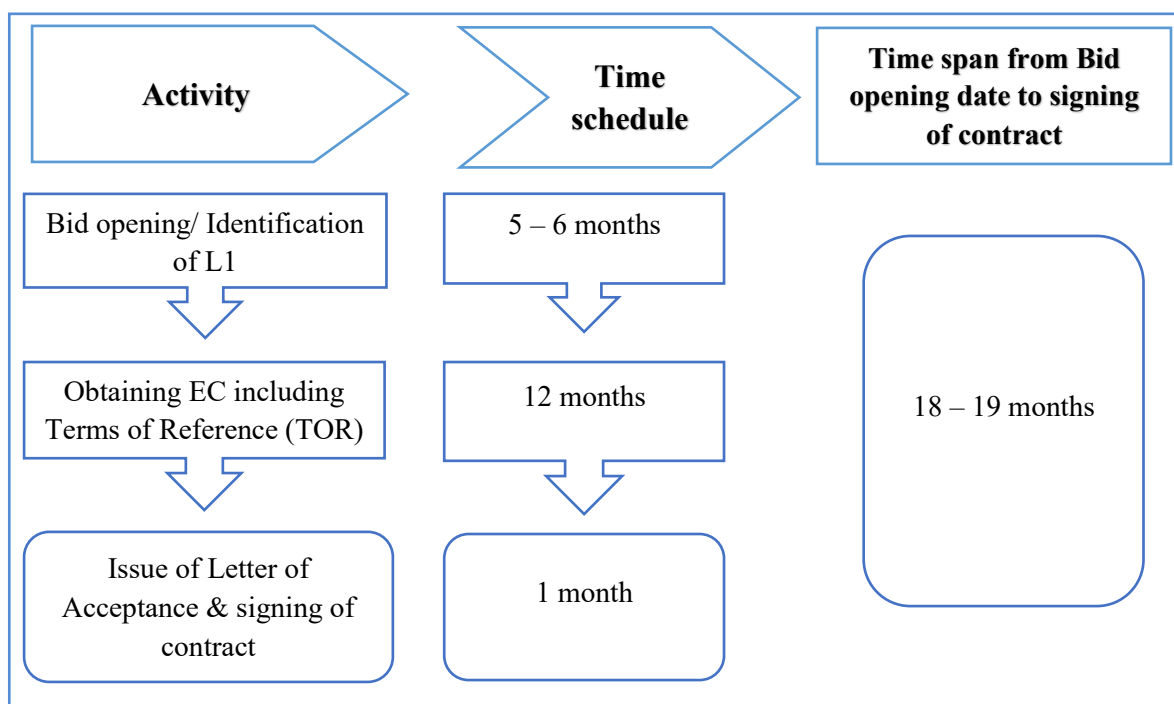 Activity
Time
schedule
Time span from Bid
opening date to signing
of contract
Bid opening/ Identification
of L1
5 – 6 months
Obtaining EC including
Terms of Reference (TOR)
12 months
18 – 19 months
Issue of Letter of
Acceptance & signing of
contract
1 month